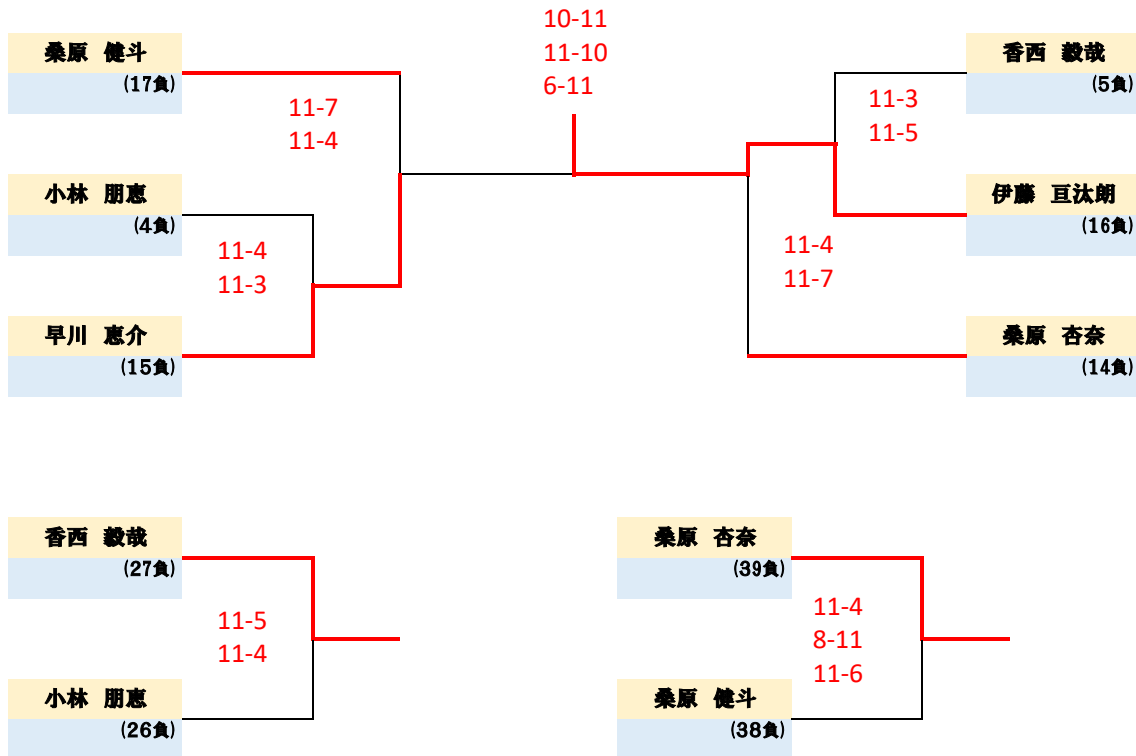 10-11
11-10
6-11
桑原 健斗
(17負)
11-7
11-4
小林 朋恵
(4負)
11-4
11-3
早川 恵介
(15負)
香西 毅哉
(5負)
11-3
11-5
伊藤 亘汰朗
(16負)
11-4
11-7
桑原 杏奈
(14負)
香西 毅哉
(27負)
11-5
11-4
小林 朋恵
(26負)
桑原 杏奈
(39負)
11-4
8-11
11-6
桑原 健斗
(38負)